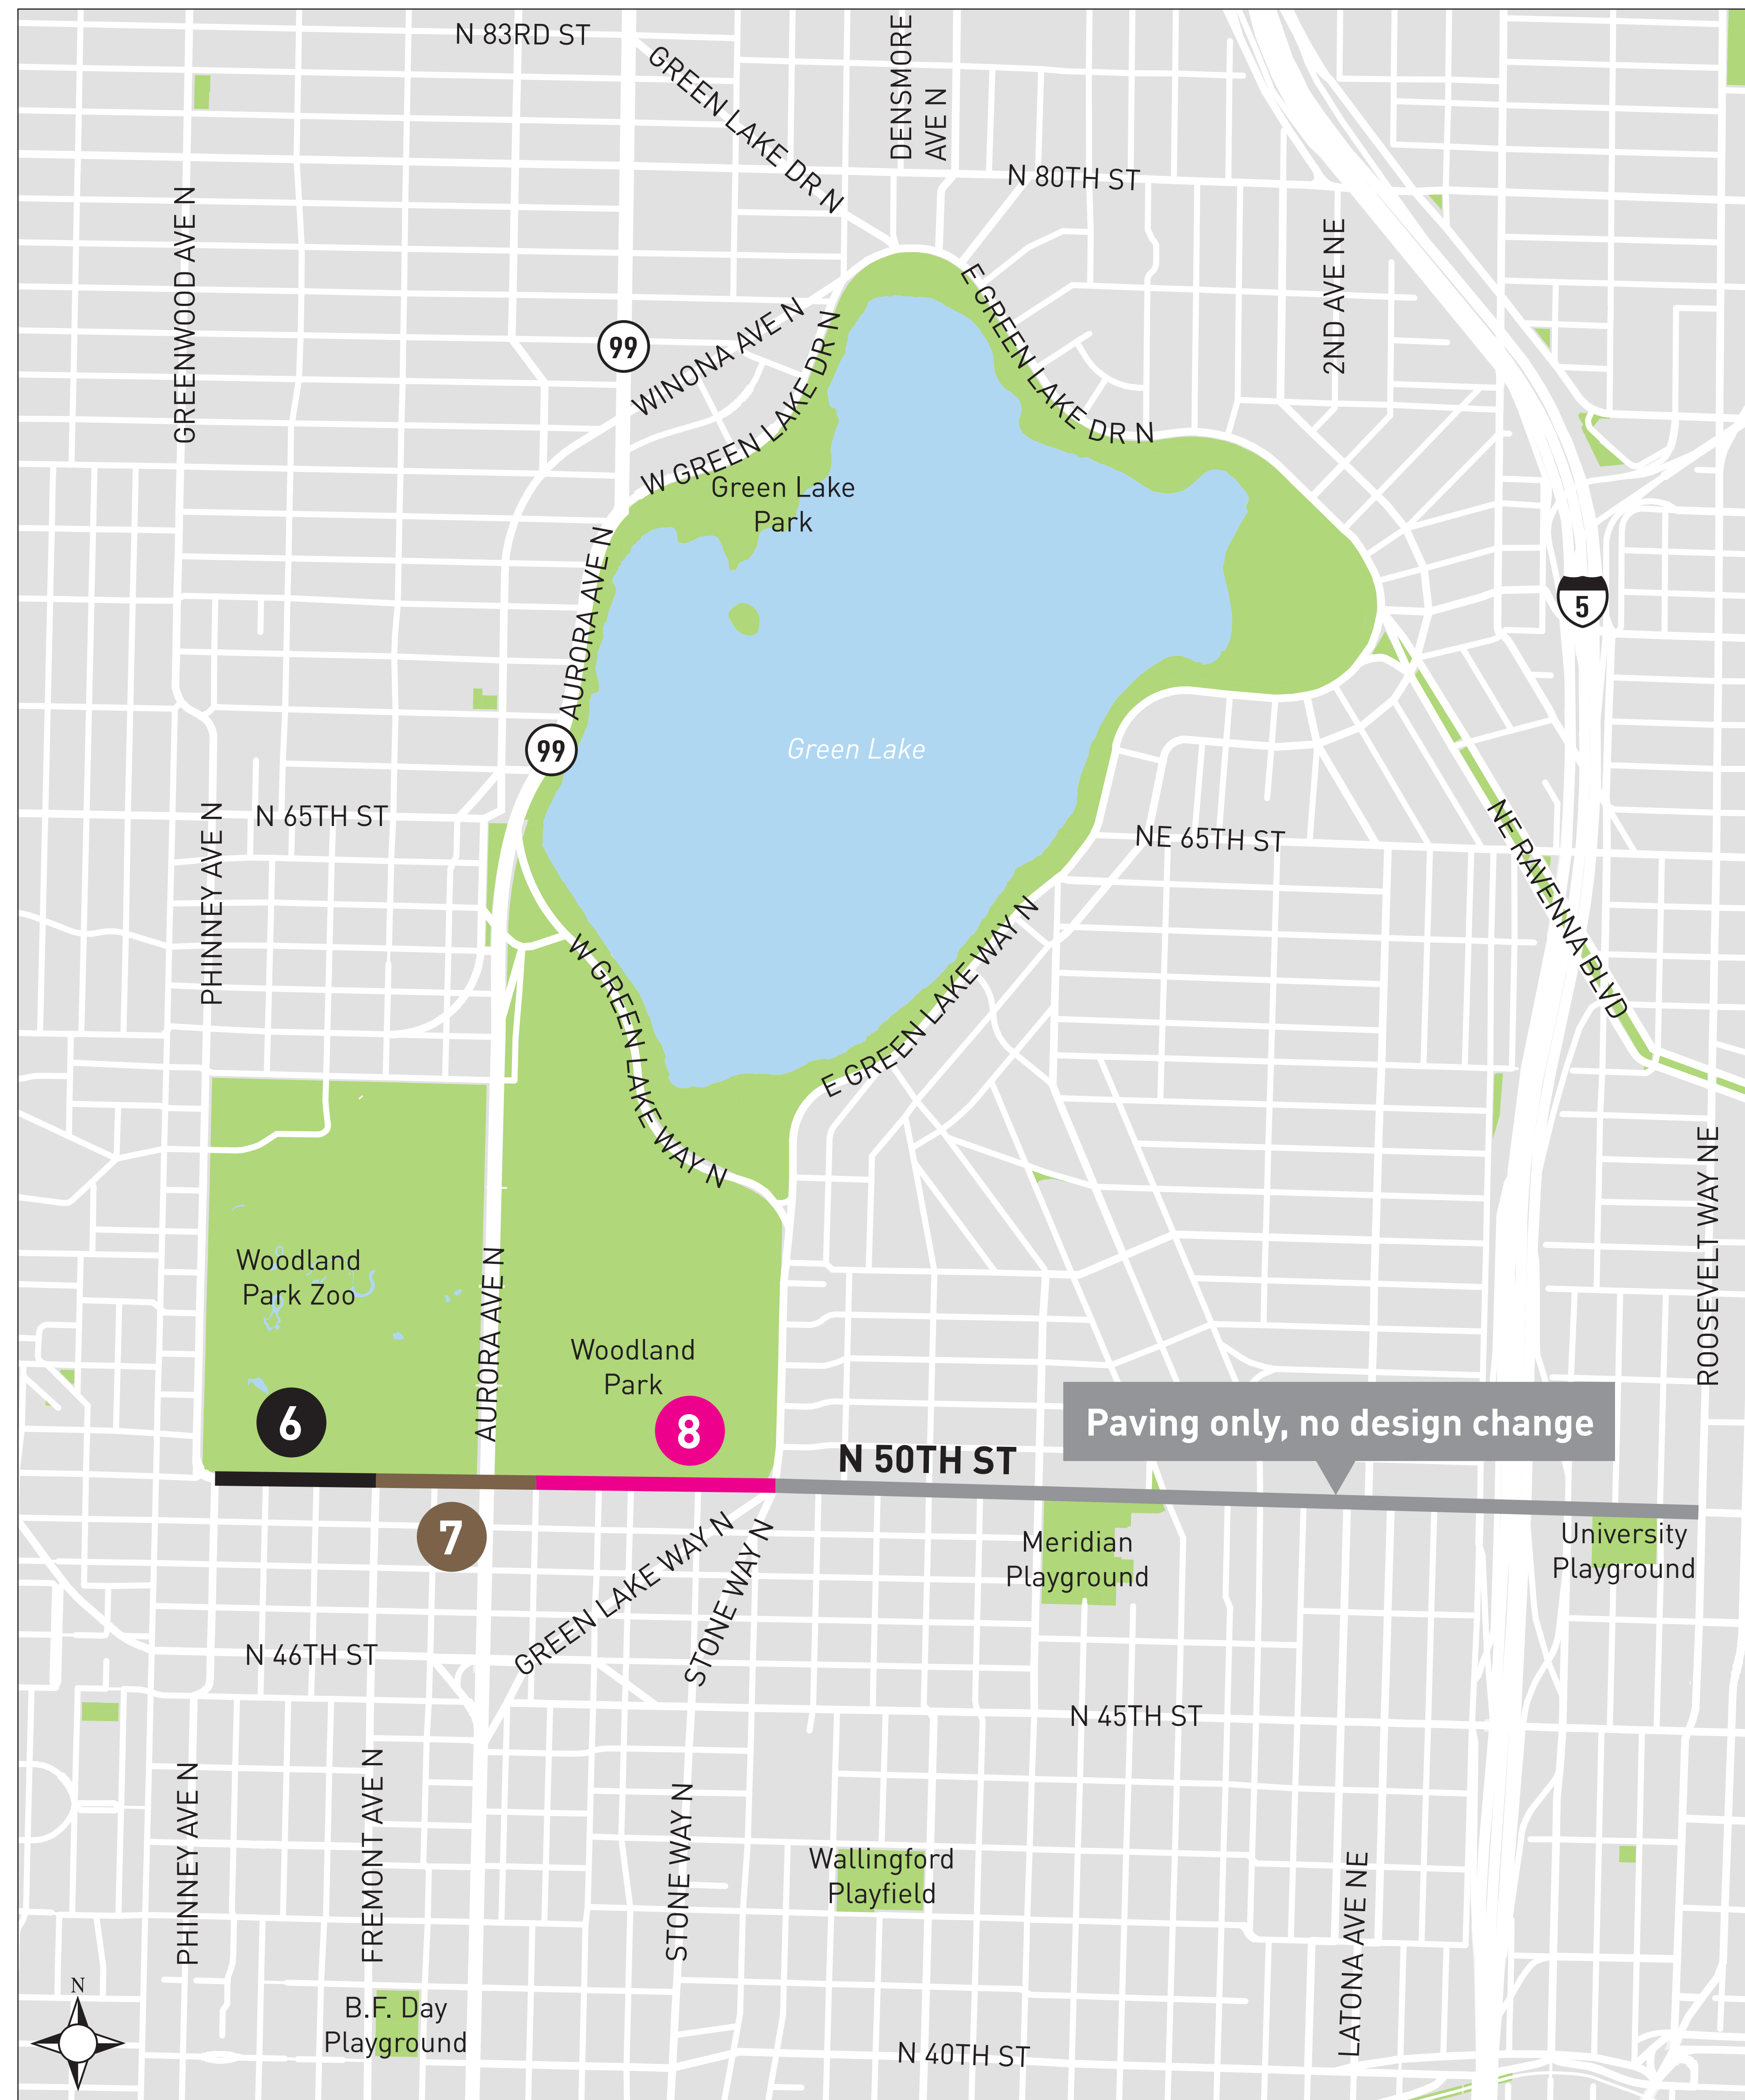 N 83RD ST
GREEN LAKE DR N
DENSMORE
AVE N
N 80TH ST
GREENWOOD AVE N
2ND AVE NE
E GREEN LAKE DR N
WINONA AVE N
99
W GREEN LAKE DR N
Green Lake
Park
AURORA AVE N
5
99
Green Lake
N 65TH ST
NE 65TH ST
PHINNEY AVE N
NE RAVENNA BLVD
W GREEN LAKE WAY N
E GREEN LAKE WAY N
ROOSEVELT WAY NE
Woodland
Park Zoo
AURORA AVE N
Woodland
Park
6
8
Paving only, no design change
N 50TH ST
7
GREEN LAKE WAY N
STONE WAY N
Meridian
Playground
University
Playground
N 46TH ST
N 45TH ST
PHINNEY AVE N
FREMONT AVE N
STONE WAY N
Wallingford
Playfield
LATONA AVE NE
N
B.F. Day
Playground
N 40TH ST